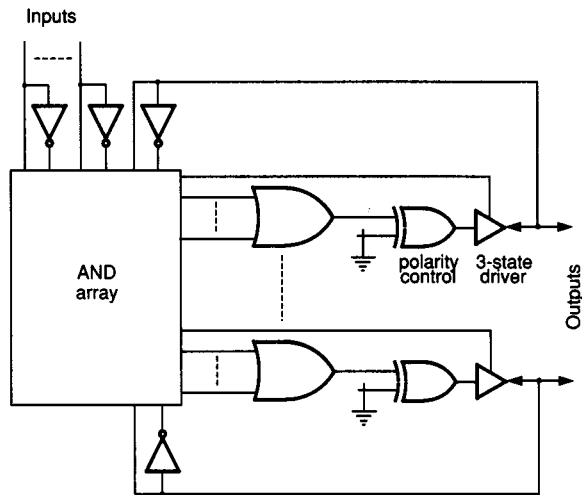 Inputs
AND
array
polarity
control
3-state
driver
Outputs